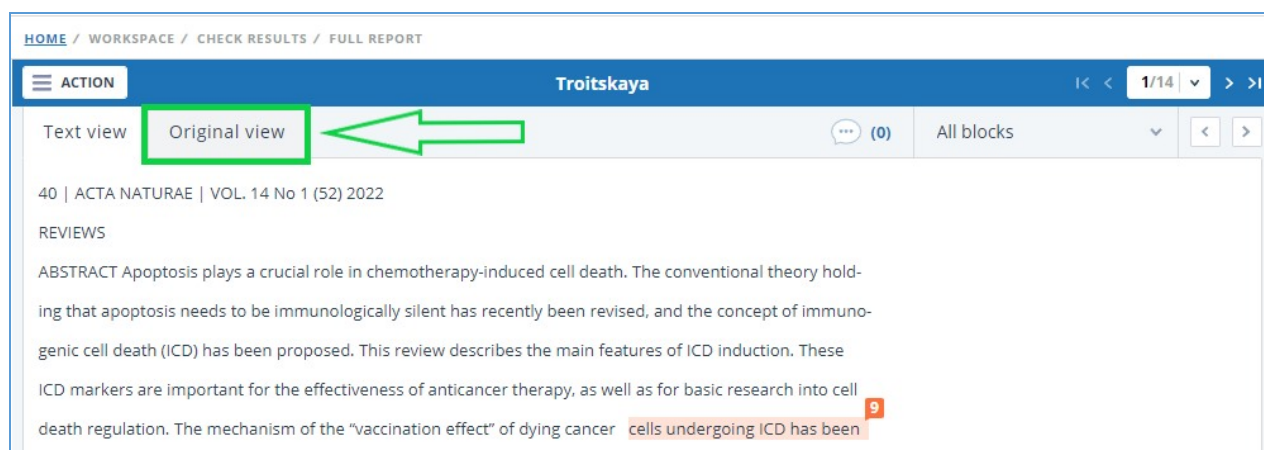 HOME / WORKSPACE / CHECK RESULTS / FULL REPORT
ACTION Troitskaya 1/14
Text view Original view (0) All blocks
40 | ACTA NATURAE | VOL. 14 No 1 (52) 2022
REVIEWS
ABSTRACT Apoptosis plays a crucial role in chemotherapy-induced cell death. The conventional theory hold-
ing that apoptosis needs to be immunologically silent has recently been revised, and the concept of immuno-
genic cell death (ICD) has been proposed. This review describes the main features of ICD induction. These
ICD markers are important for the effectiveness of anticancer therapy, as well as for basic research into cell
9
death regulation. The mechanism of the “vaccination effect” of dying cancer cells undergoing ICD has been